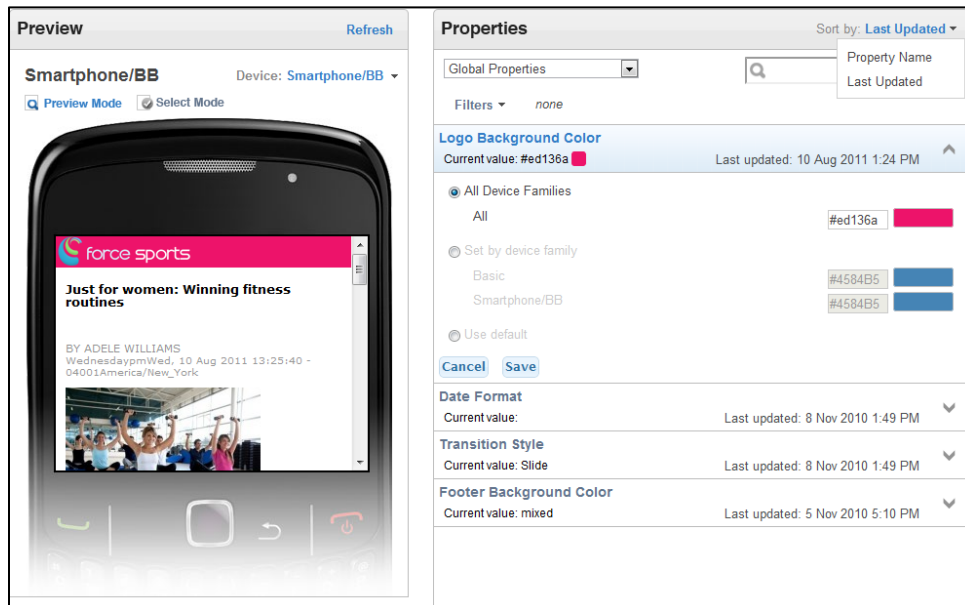 Preview
Refresh
Smartphone/BB
Device: Smartphone/BB
Preview Mode
Select Mode
force sports
Just for women: Winning fitness
routines
BY ADELE WILLIAMS
WednesdaypmWed, 10 Aug 2011 13:25:40 -
04001America/New_York
Properties
Sort by: Last Updated
Property Name
Last Updated
Global Properties
Filters
none
Logo Background Color
Current value: #ed136a
Last updated: 10 Aug 2011 1:24 PM
All Device Families
All
#ed136a
Set by device family
Basic
#4584B5
Smartphone/BB
#4584B5
Use default
Cancel
Save
Date Format
Current value:
Last updated: 8 Nov 2010 1:49 PM
Transition Style
Current value: Slide
Last updated: 8 Nov 2010 1:49 PM
Footer Background Color
Current value: mixed
Last updated: 5 Nov 2010 5:10 PM